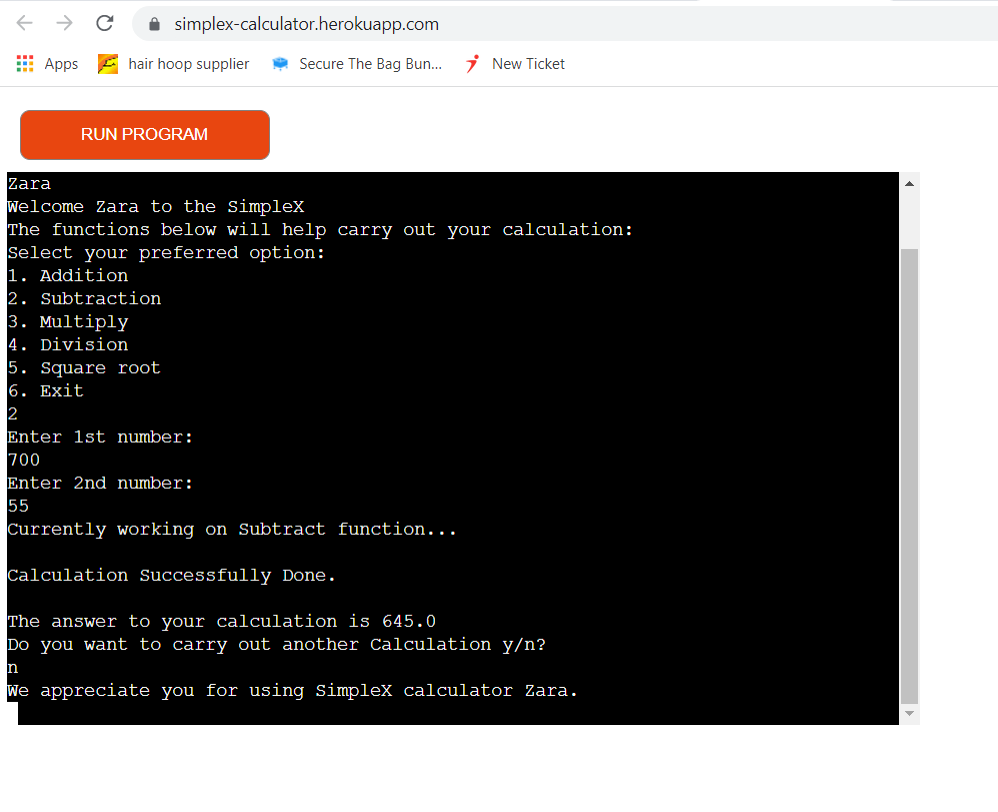 simplex-calculator.herokuapp.com
Apps hair hoop supplier Secure The Bag Bun... New Ticket
RUN PROGRAM
Zara
Welcome Zara to the SimpleX
The functions below will help carry out your calculation:
Select your preferred option:
1. Addition
2. Subtraction
3. Multiply
4. Division
5. Square root
6. Exit
2
Enter 1st number:
700
Enter 2nd number:
55
Currently working on Subtract function...
Calculation Successfully Done.
The answer to your calculation is 645.0
Do you want to carry out another Calculation y/n?
n
We appreciate you for using SimpleX calculator Zara.